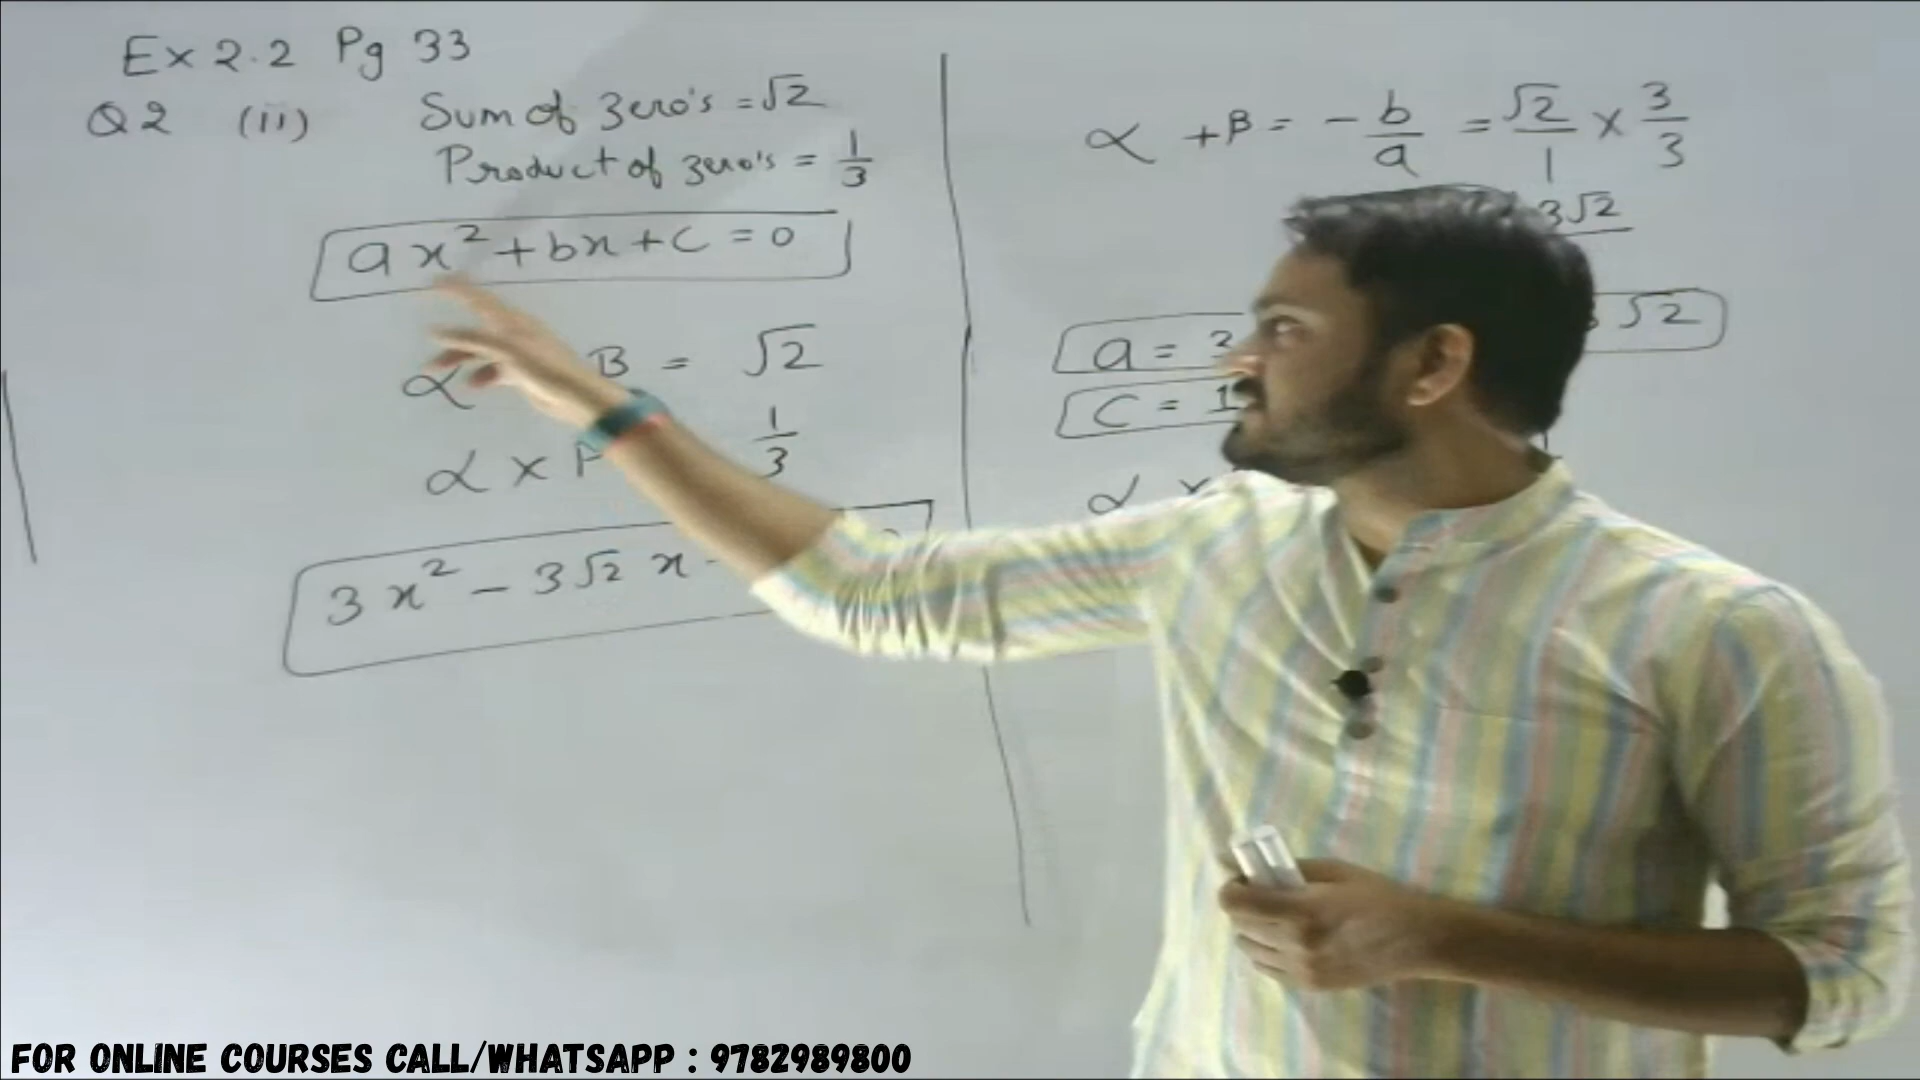 Ex 2.2 Pg 33
Q2 (ii) Sum of zero's = √2
Product of zero's = 1/3
ax² + bx + c = 0
α B = √2
α × 1/3
3x² - 3√2 x
α + β = - b/a = √2/1 × 3/3
3√2
a = 3 √2
c = 1
α ×
FOR ONLINE COURSES CALL/WHATSAPP : 9782989800